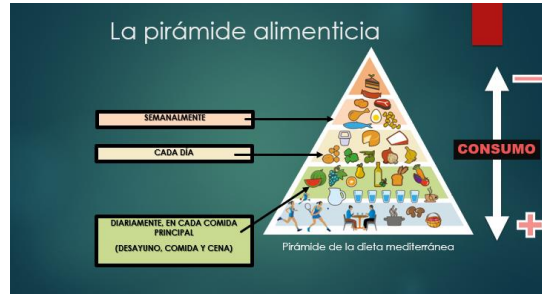 La pirámide alimenticia
SEMANALMENTE
CADA DÍA
CONSUMO
DIARIAMENTE, EN CADA COMIDA
PRINCIPAL
(DESAYUNO, COMIDA Y CENA)
Pirámide de la dieta mediterránea